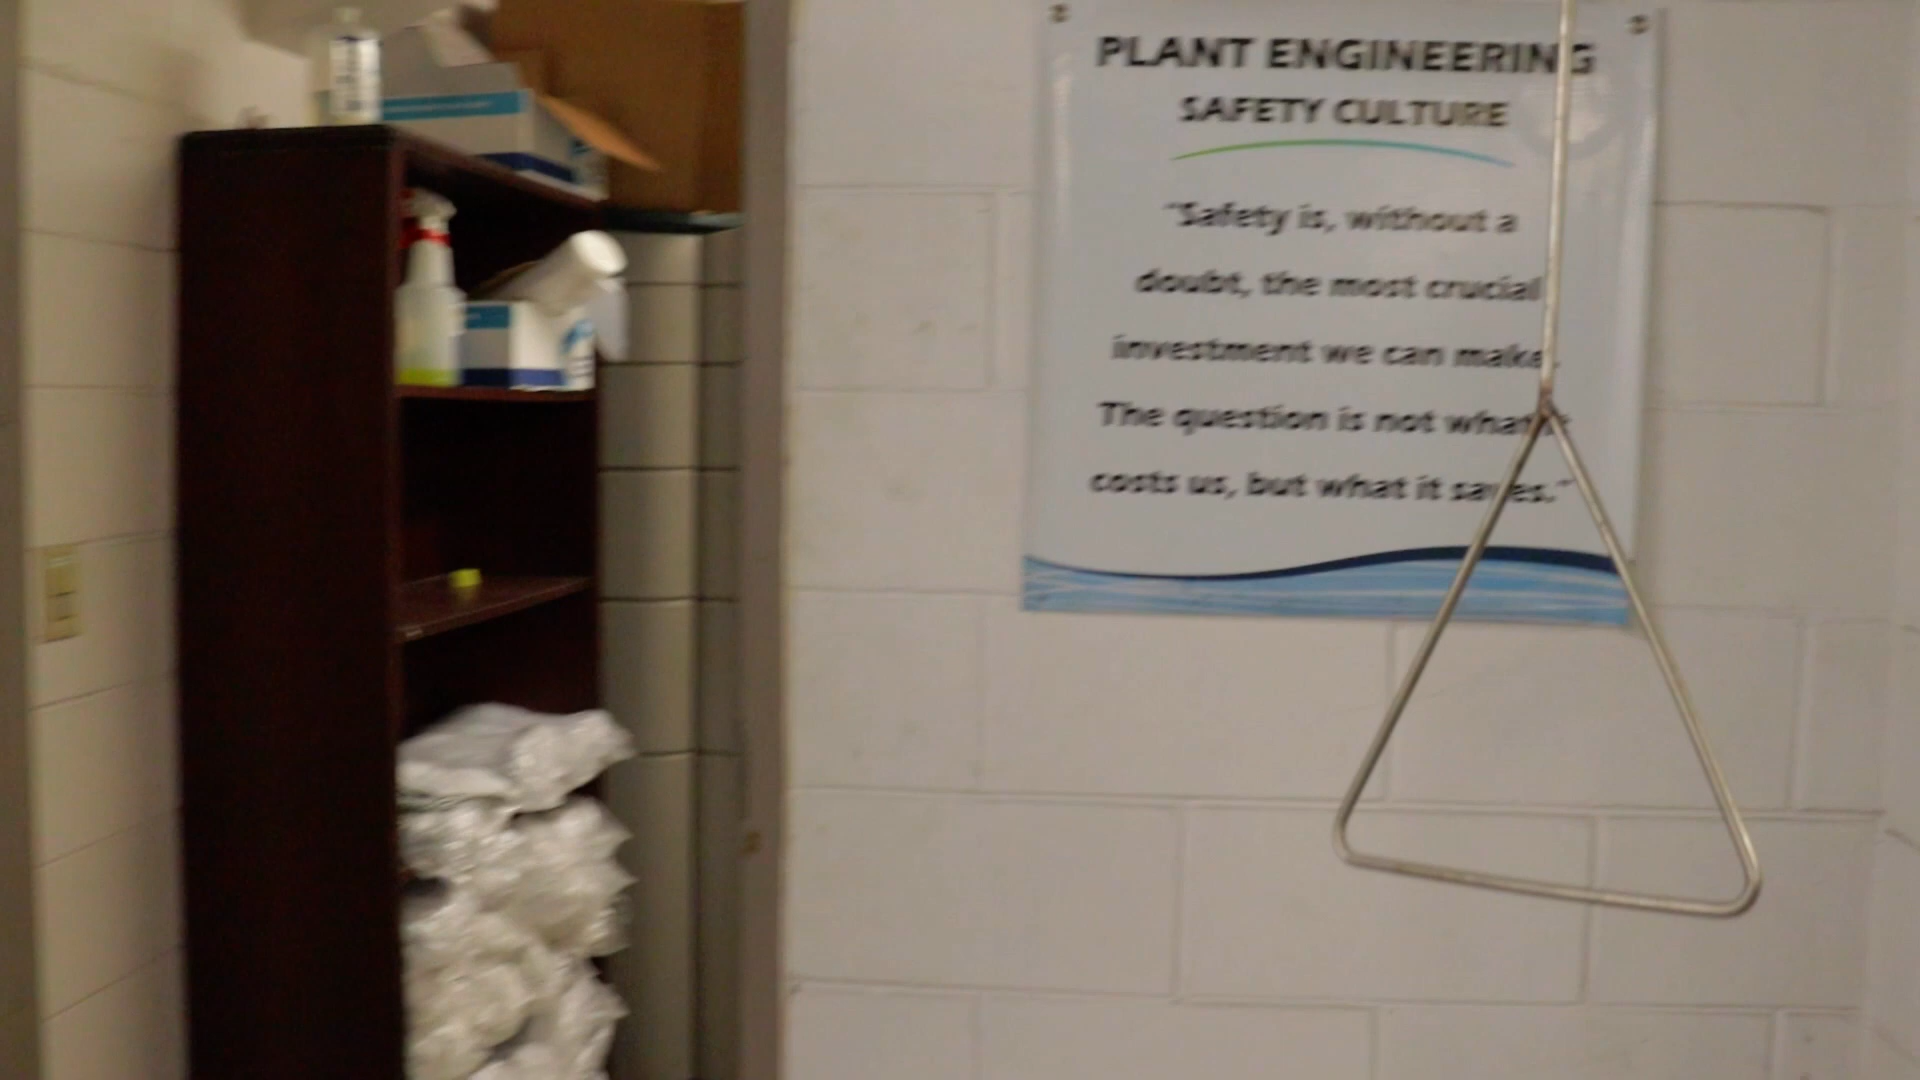 PLANT ENGINEERING
SAFETY CULTURE
"Safety is, without a
doubt, the most crucial
investment we can make.
The question is not what it
costs us, but what it saves."